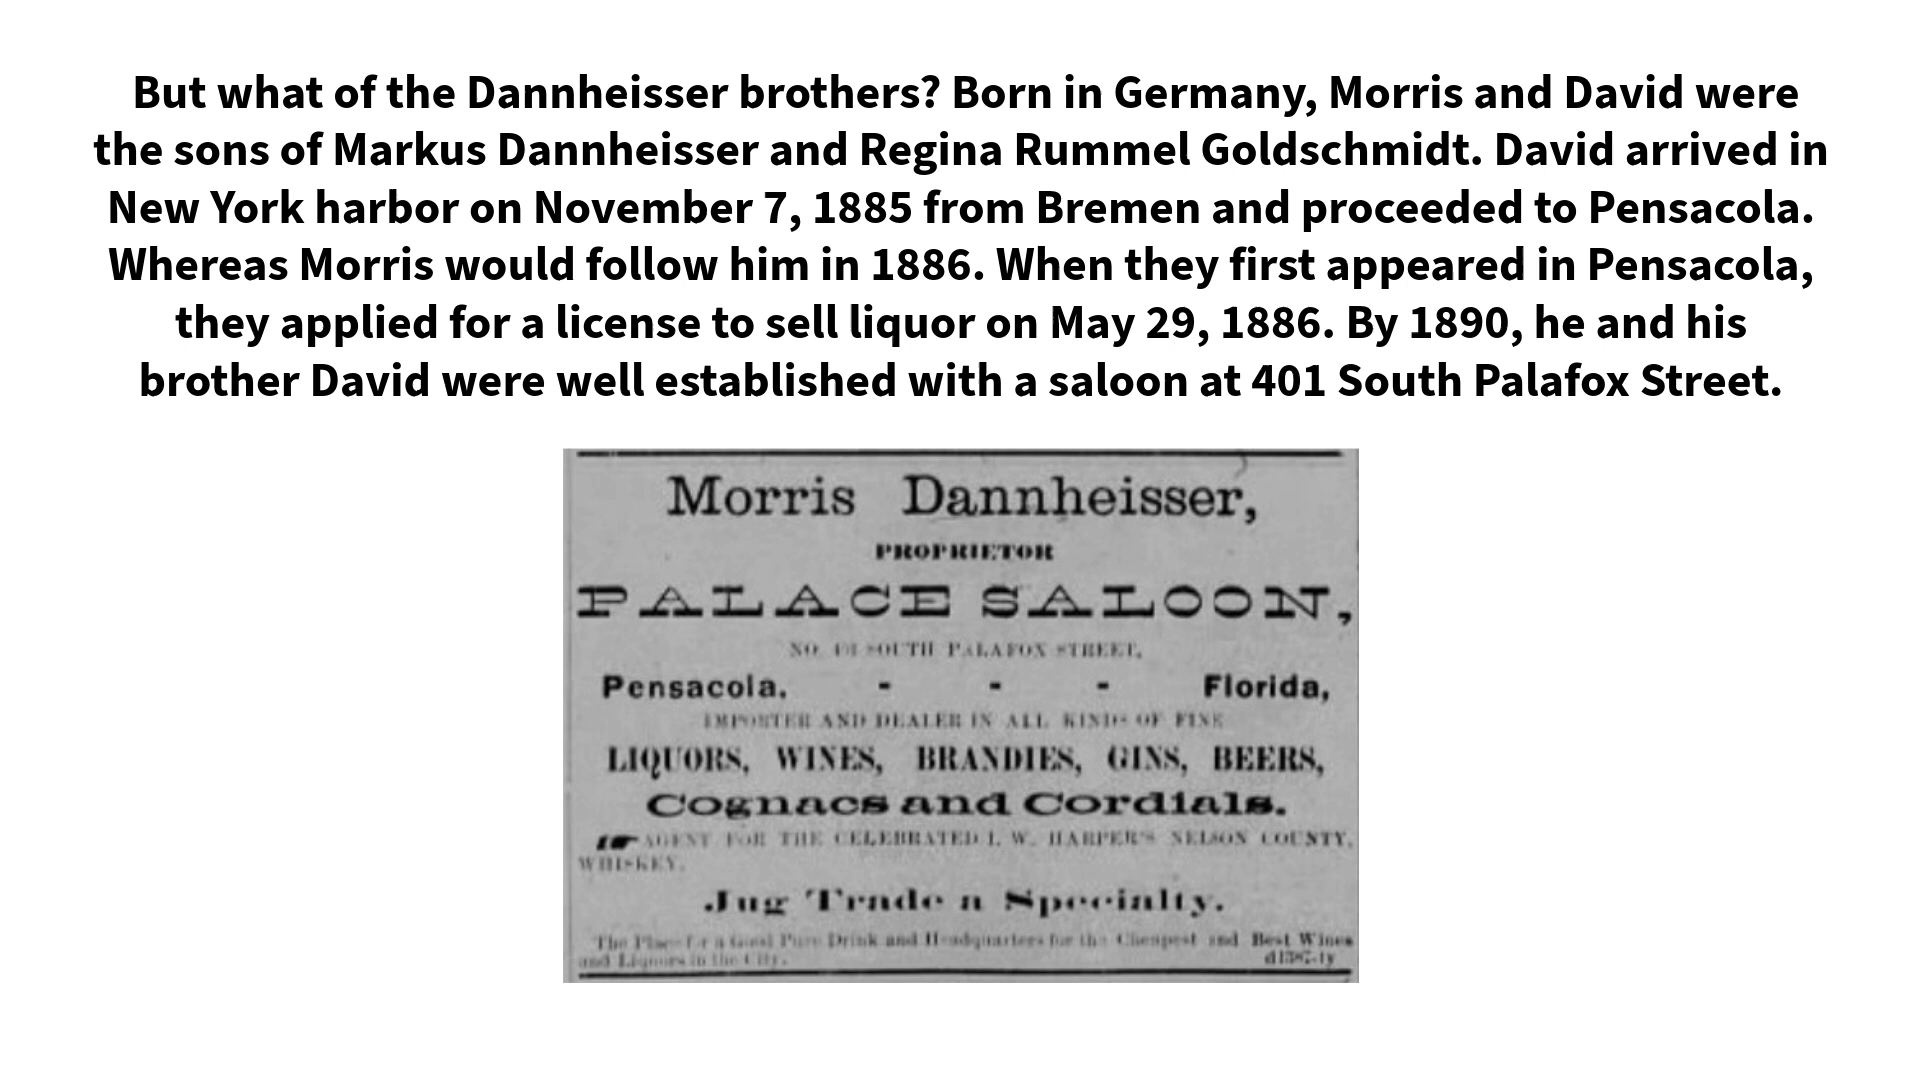 But what of the Dannheisser brothers? Born in Germany, Morris and David were
the sons of Markus Dannheisser and Regina Rummel Goldschmidt. David arrived in
New York harbor on November 7, 1885 from Bremen and proceeded to Pensacola.
Whereas Morris would follow him in 1886. When they first appeared in Pensacola,
they applied for a license to sell liquor on May 29, 1886. By 1890, he and his
brother David were well established with a saloon at 401 South Palafox Street.
Morris Dannheisser,
PROPRIETOR
PALACE SALOON,
NO. SOUTH PALAFOX STREET,
Pensacola, - - - Florida,
IMPORTER AND DEALER IN ALL KINDS OF FINE
LIQUORS, WINES, BRANDIES, GINS, BEERS,
Cognacs and Cordials.
AGENT FOR THE CELEBRATED I. W. HARPER'S NELSON COUNTY,
WHISKEY.
Jug Trade a Specialty.
The Place for a Good Pure Drink and Headquarters for the Cheapest and Best Wines
and Liquors in the City.